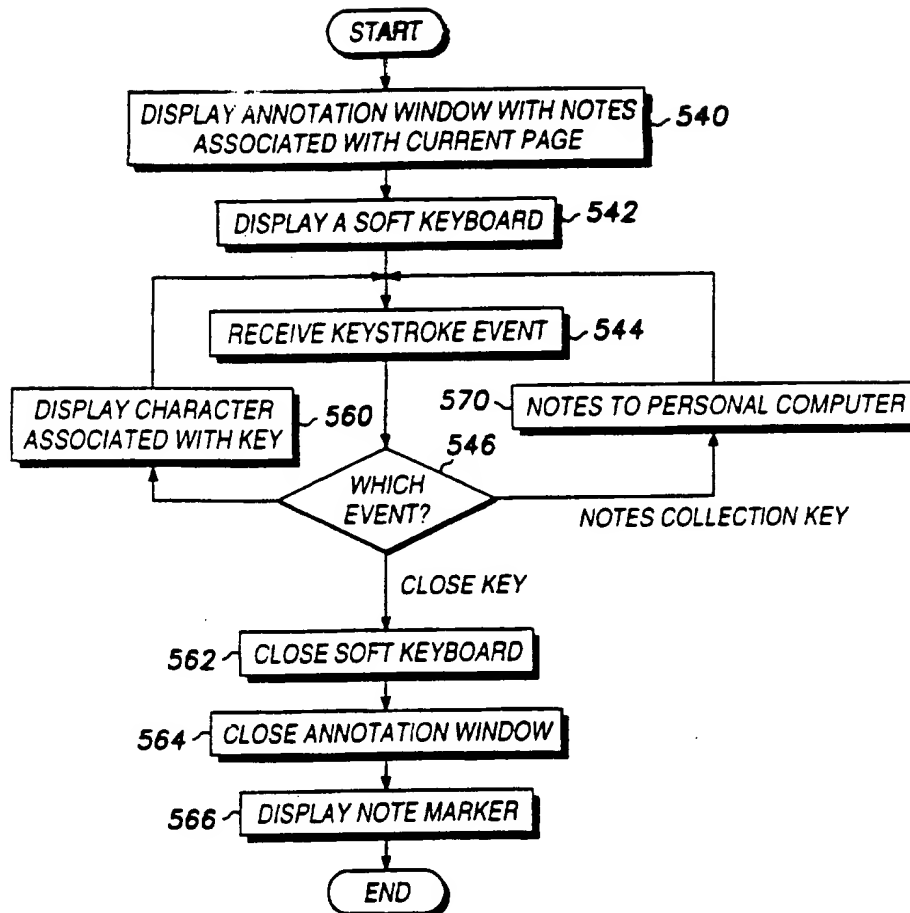 START
DISPLAY ANNOTATION WINDOW WITH NOTES
ASSOCIATED WITH CURRENT PAGE
540
DISPLAY A SOFT KEYBOARD
542
RECEIVE KEYSTROKE EVENT
544
DISPLAY CHARACTER
ASSOCIATED WITH KEY
560
570
NOTES TO PERSONAL COMPUTER
546
WHICH
EVENT?
NOTES COLLECTION KEY
CLOSE KEY
562
CLOSE SOFT KEYBOARD
564
CLOSE ANNOTATION WINDOW
566
DISPLAY NOTE MARKER
END